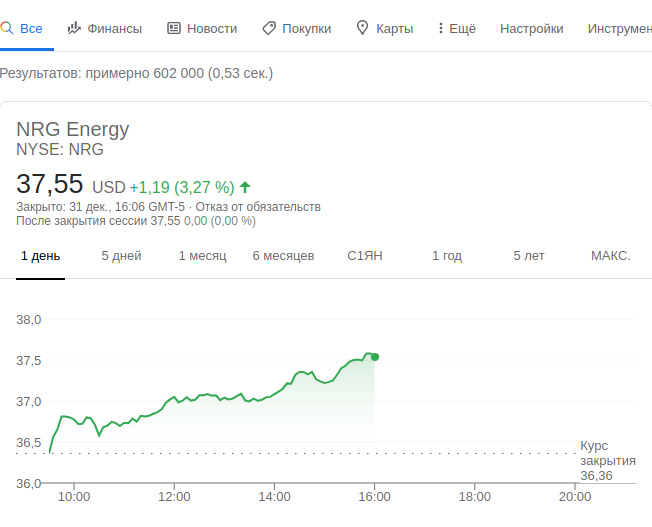 Все Финансы Новости Покупки Карты Ещё Настройки Инструмен
Результатов: примерно 602 000 (0,53 сек.)
NRG Energy
NYSE: NRG
37,55 USD +1,19 (3,27 %)
Закрыто: 31 дек., 16:06 GMT-5 · Отказ от обязательств
После закрытия сессии 37,55 0,00 (0,00 %)
1 день 5 дней 1 месяц 6 месяцев С1ЯН 1 год 5 лет МАКС.
38,0
37,5
37,0
36,5
Курс
закрытия
36,36
36,0
10:00 12:00 14:00 16:00 18:00 20:00